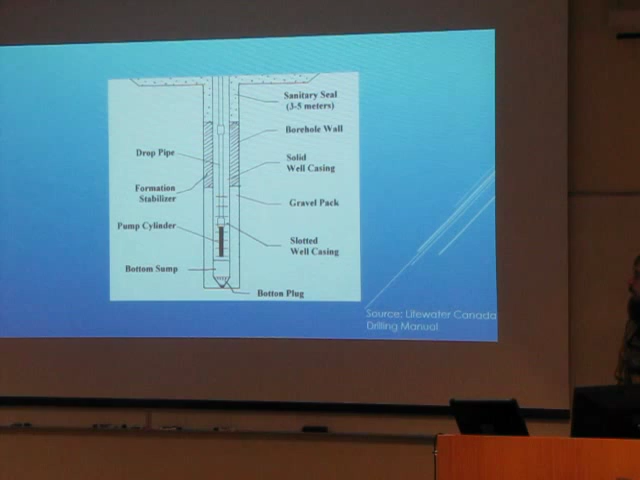 Sanitary Seal
(3-5 meters)
Borehole Wall
Drop Pipe
Solid
Well Casing
Formation
Stabilizer
Gravel Pack
Pump Cylinder
Slotted
Well Casing
Bottom Sump
Botton Plug
Source: Lifewater Canada
Drilling Manual